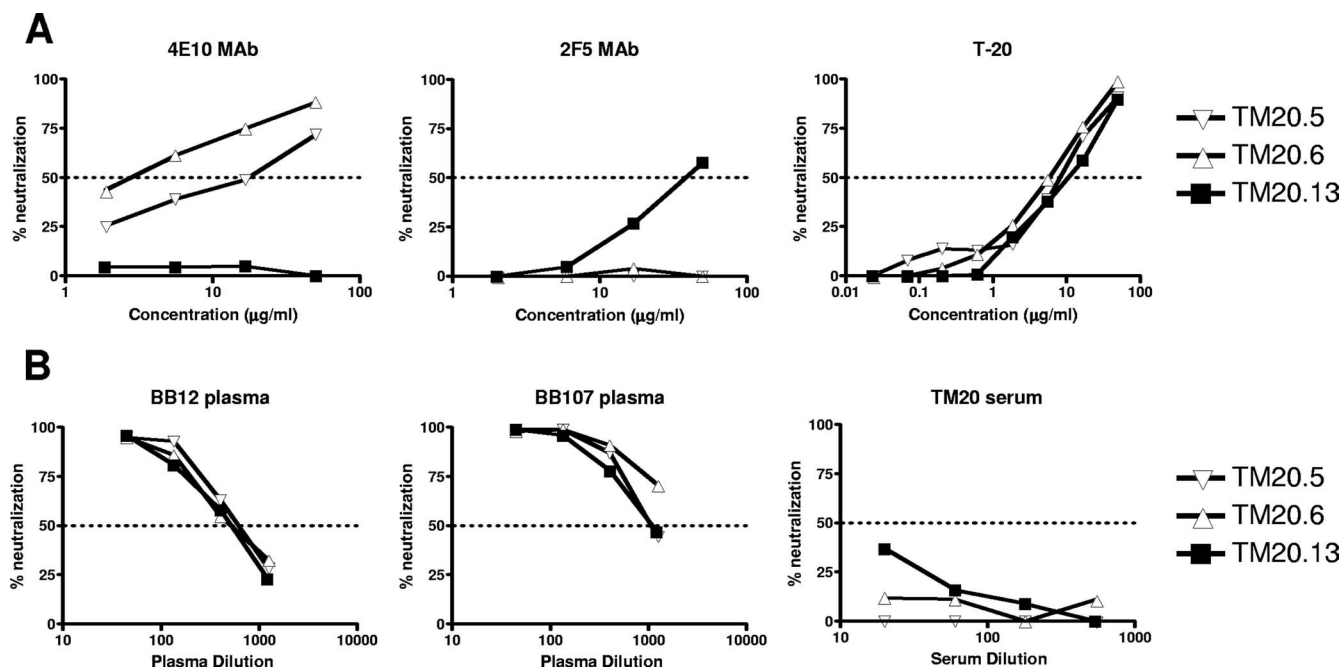 A
4E10 MAb
2F5 MAb
T-20
% neutralization
100
75
50
25
0
1
10
100
Concentration (µg/ml)
% neutralization
100
75
50
25
0
1
10
100
Concentration (µg/ml)
% neutralization
100
75
50
25
0
0.01
0.1
1
10
100
Concentration (µg/ml)
TM20.5
TM20.6
TM20.13
B
BB12 plasma
BB107 plasma
TM20 serum
% neutralization
100
75
50
25
0
10
100
1000
10000
Plasma Dilution
% neutralization
100
75
50
25
0
10
100
1000
10000
Plasma Dilution
% neutralization
100
75
50
25
0
10
100
1000
Serum Dilution
TM20.5
TM20.6
TM20.13